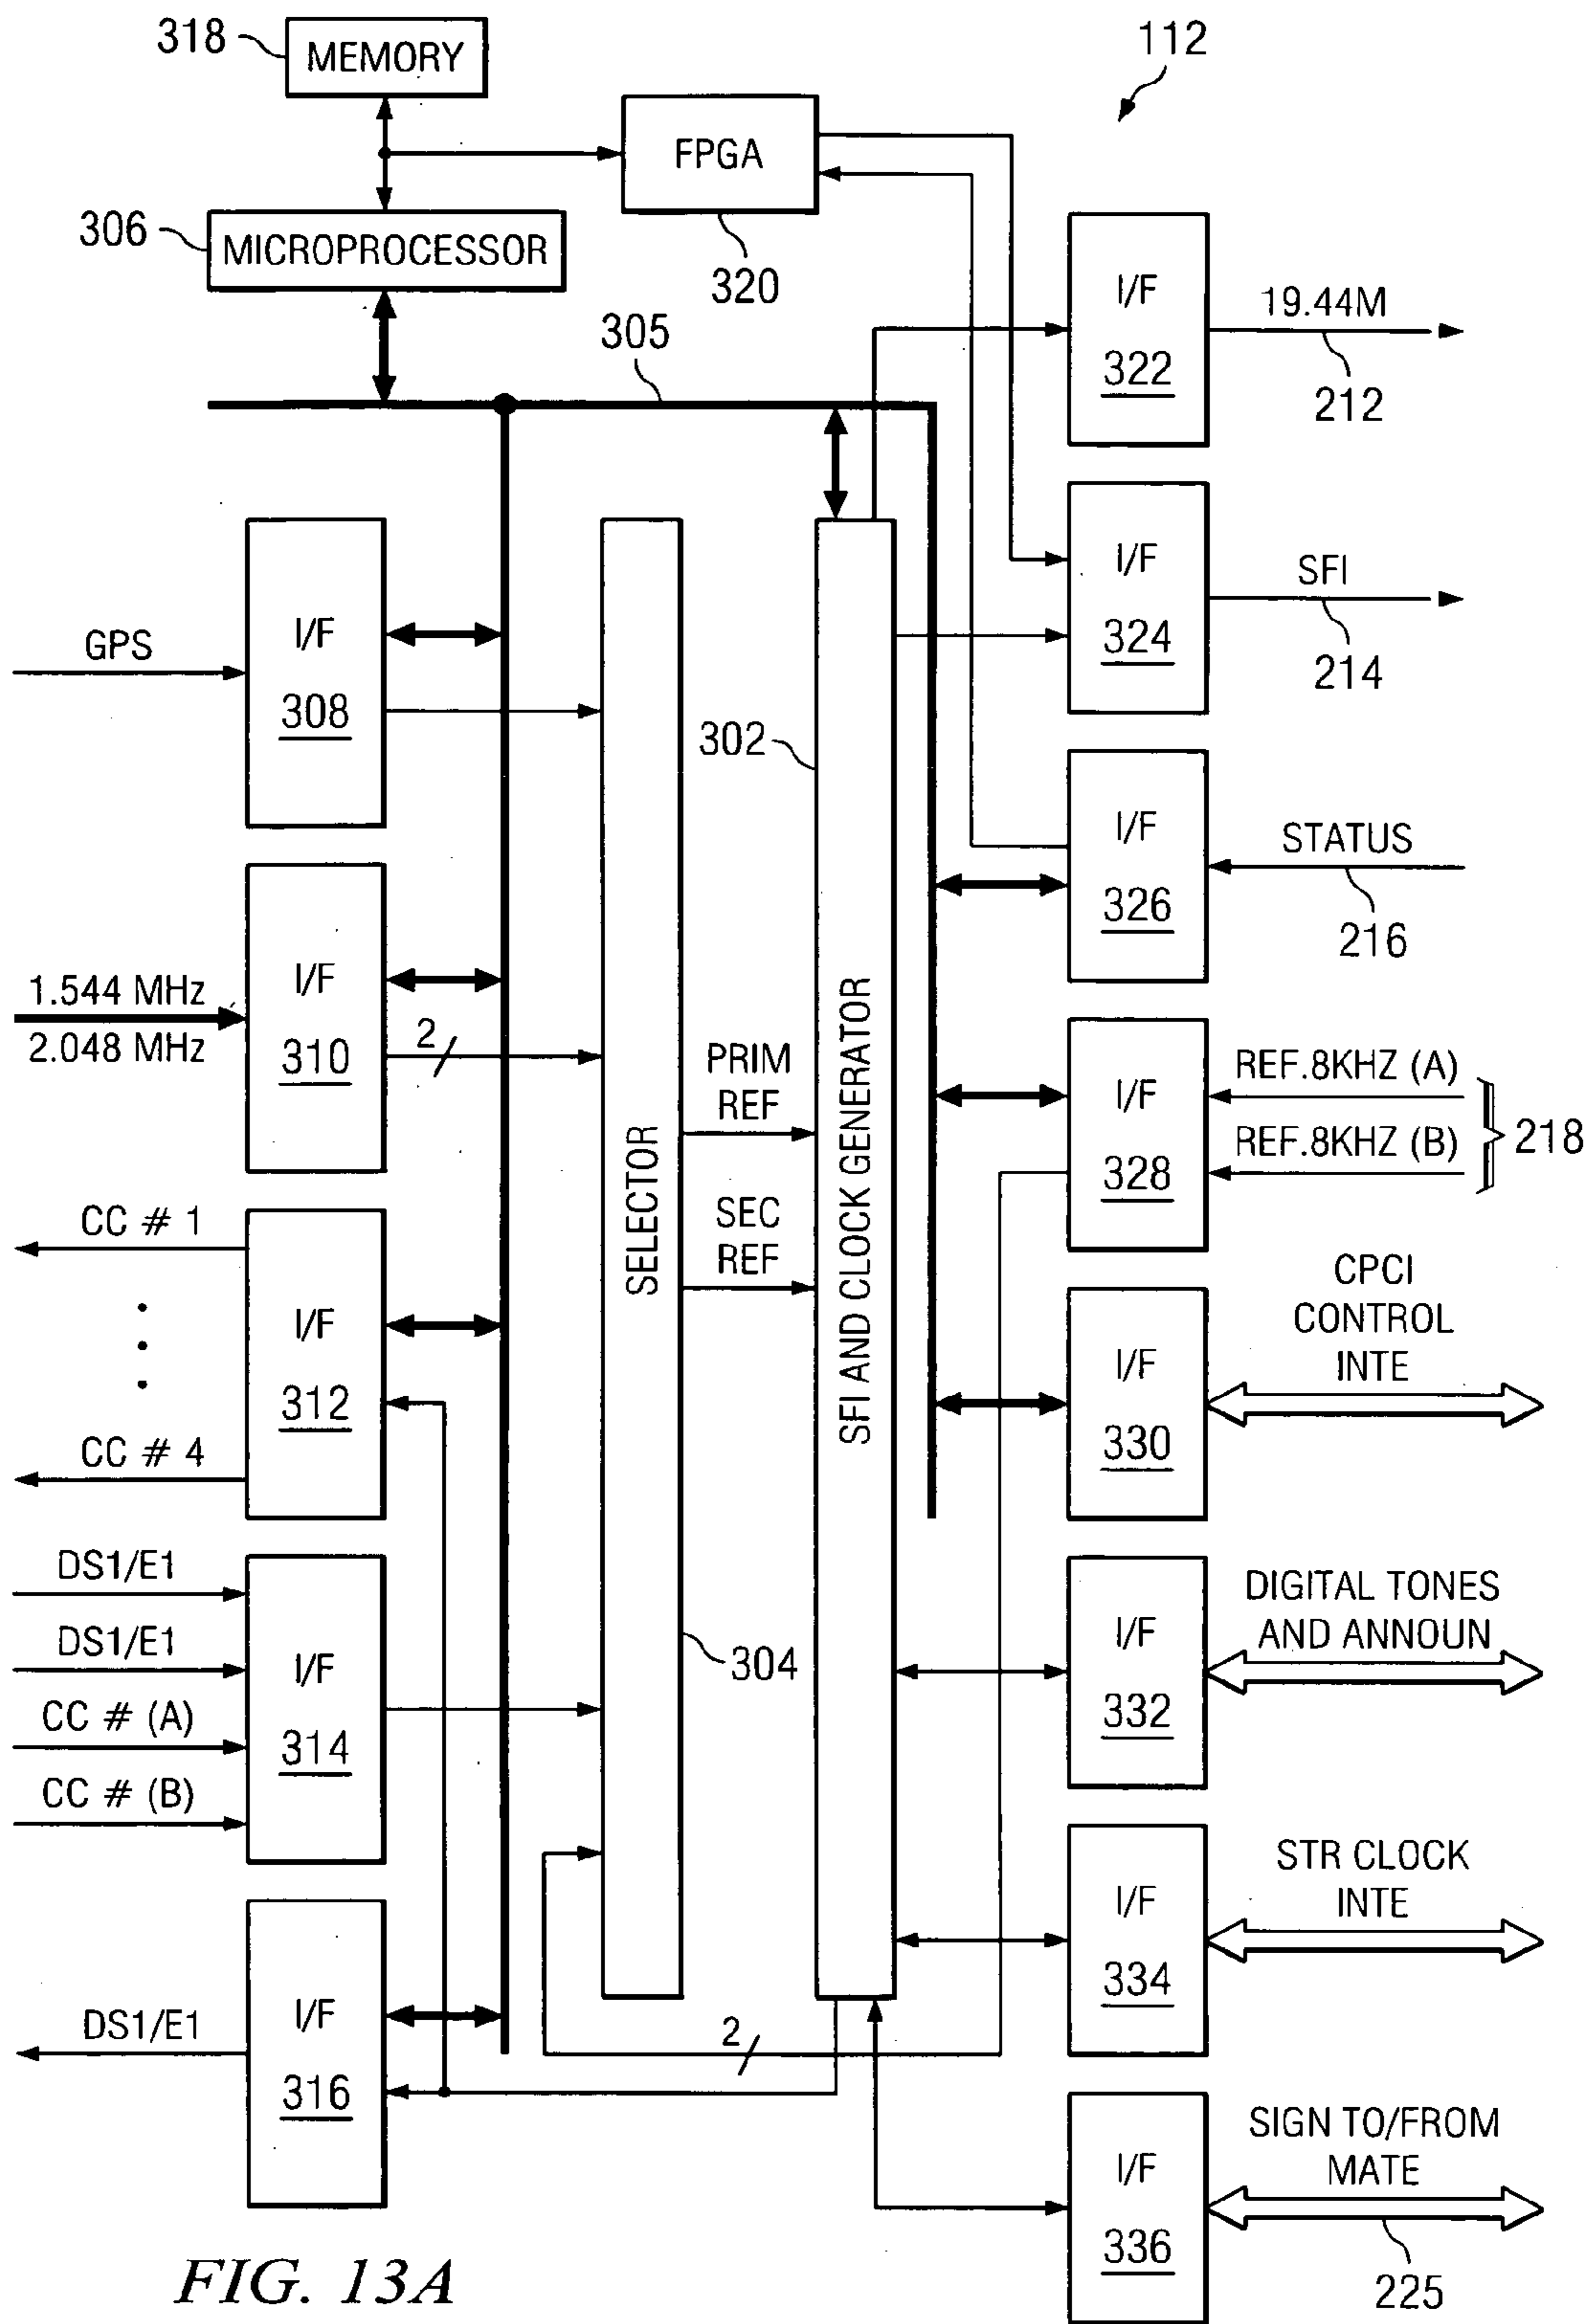 318
MEMORY
112
FPGA
306
MICROPROCESSOR
320
305
I/F
322
19.44M
212
I/F
324
SFI
214
GPS
I/F
308
302
I/F
326
STATUS
216
1.544 MHz
2.048 MHz
I/F
310
2
PRIM
REF
SEC
REF
SELECTOR
304
SFI AND CLOCK GENERATOR
I/F
328
REF.8KHZ (A)
REF.8KHZ (B)
218
CC # 1
CC # 4
I/F
312
I/F
330
CPCI
CONTROL
INTE
DS1/E1
DS1/E1
CC # (A)
CC # (B)
I/F
314
I/F
332
DIGITAL TONES
AND ANNOUN
I/F
334
STR CLOCK
INTE
DS1/E1
I/F
316
2
I/F
336
SIGN TO/FROM
MATE
225
FIG. 13A